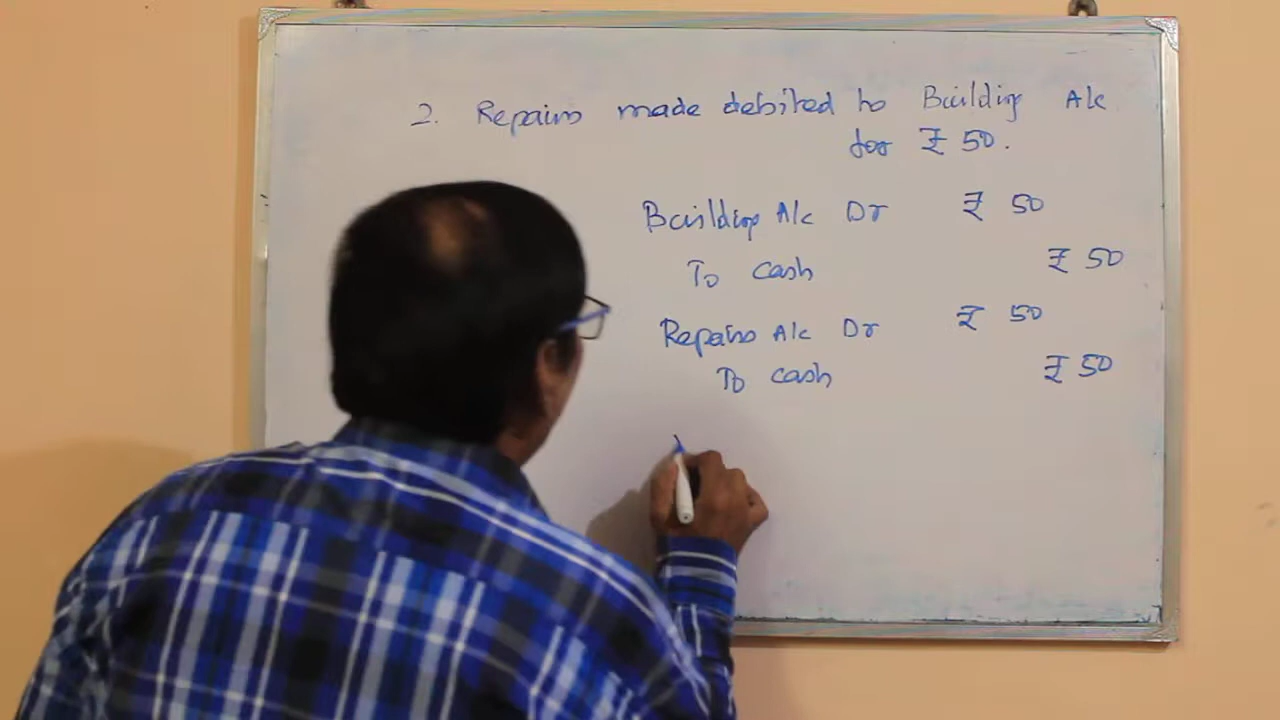 2. Repairs made debited to Building A/c
for ₹ 50.
Building A/c Dr ₹ 50
To cash ₹ 50
Repairs A/c Dr ₹ 50
To cash ₹ 50